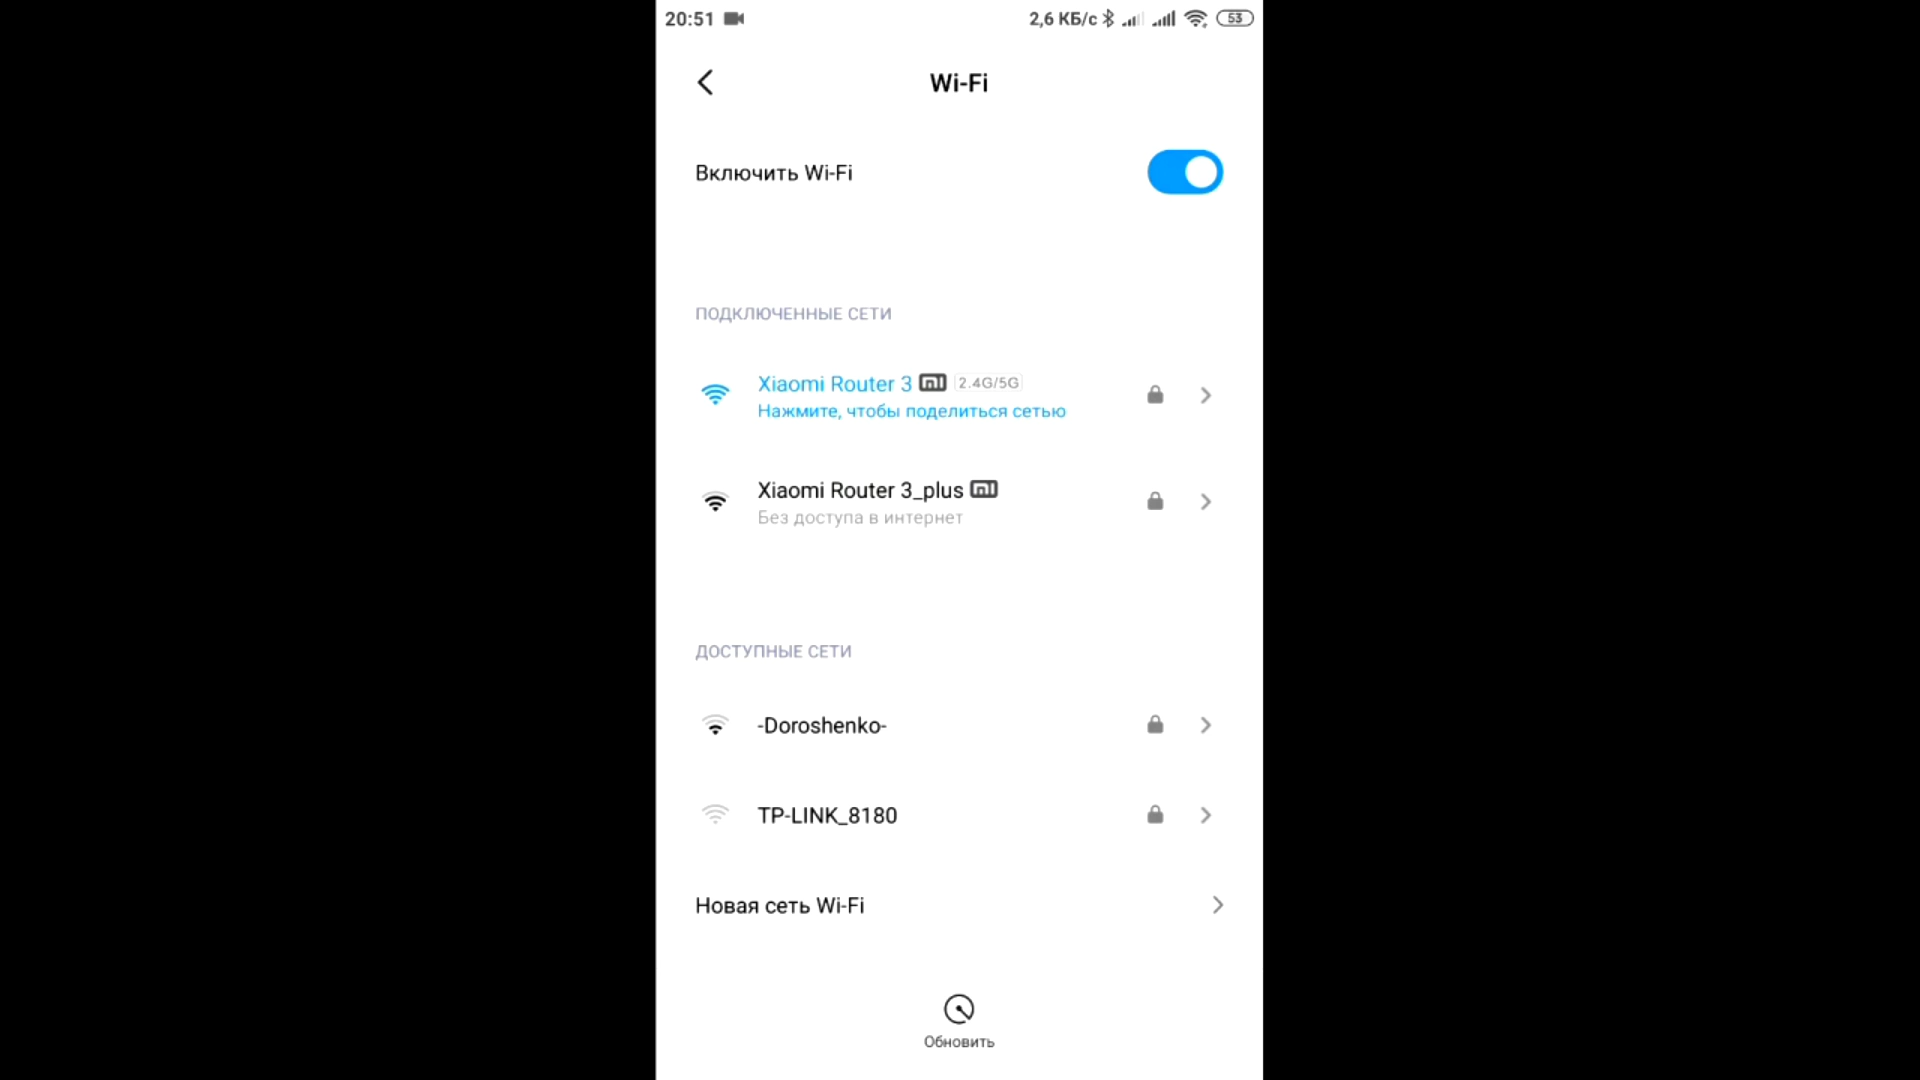 20:51 2,6 КБ/с 53
Wi-Fi
Включить Wi-Fi
ПОДКЛЮЧЕННЫЕ СЕТИ
Xiaomi Router 3 2.4G/5G
Нажмите, чтобы поделиться сетью
Xiaomi Router 3_plus
Без доступа в интернет
ДОСТУПНЫЕ СЕТИ
-Doroshenko-
TP-LINK_8180
Новая сеть Wi-Fi
Обновить